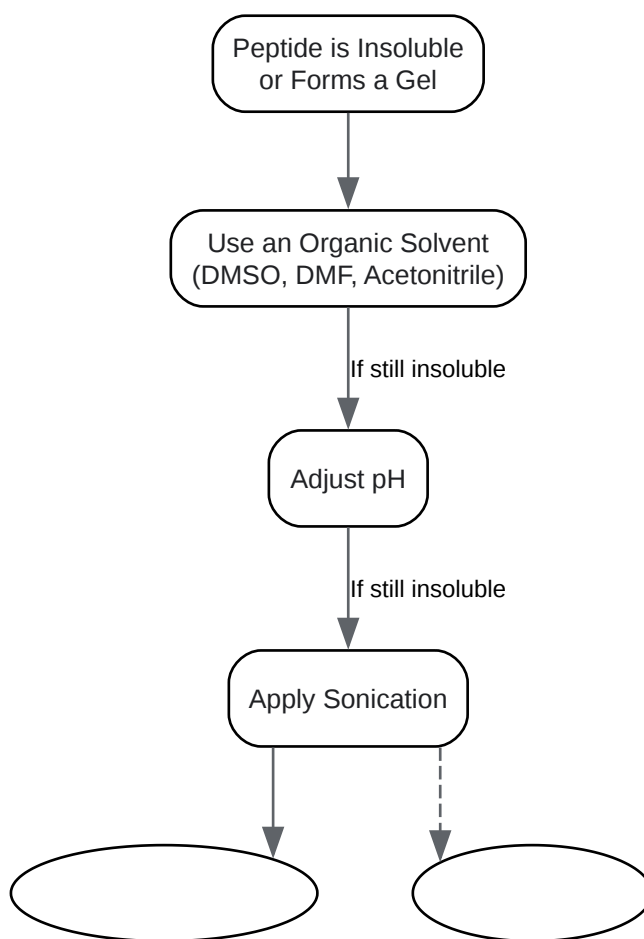 Peptide is Insoluble
or Forms a Gel
Use an Organic Solvent
(DMSO, DMF, Acetonitrile)
If still insoluble
Adjust pH
If still insoluble
Apply Sonication